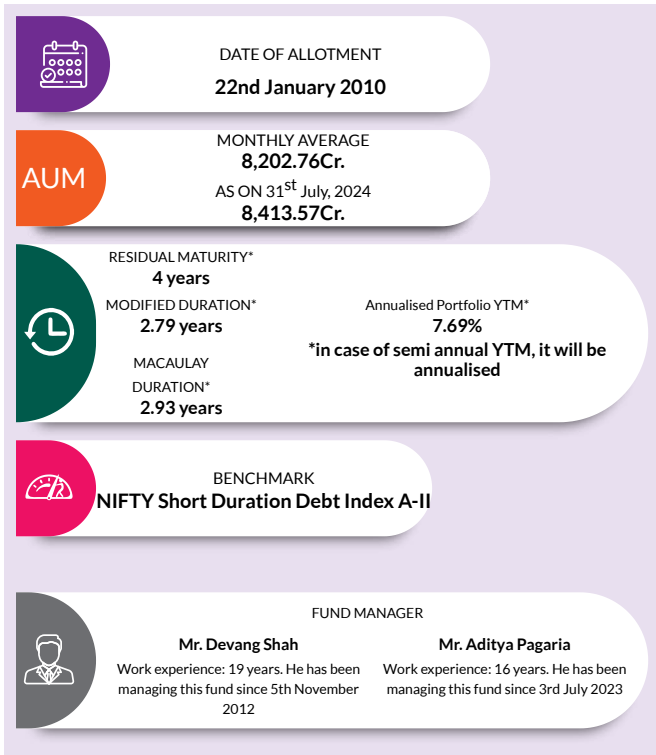 DATE OF ALLOTMENT
22nd January 2010
AUM
MONTHLY AVERAGE
8,202.76Cr.
AS ON 31st July, 2024
8,413.57Cr.
RESIDUAL MATURITY*
4 years
MODIFIED DURATION*
2.79 years
MACAULAY
DURATION*
2.93 years
Annualised Portfolio YTM*
7.69%
*in case of semi annual YTM, it will be
annualised
BENCHMARK
NIFTY Short Duration Debt Index A-II
FUND MANAGER
Mr. Devang Shah
Work experience: 19 years. He has been
managing this fund since 5th November
2012
Mr. Aditya Pagaria
Work experience: 16 years. He has been
managing this fund since 3rd July 2023